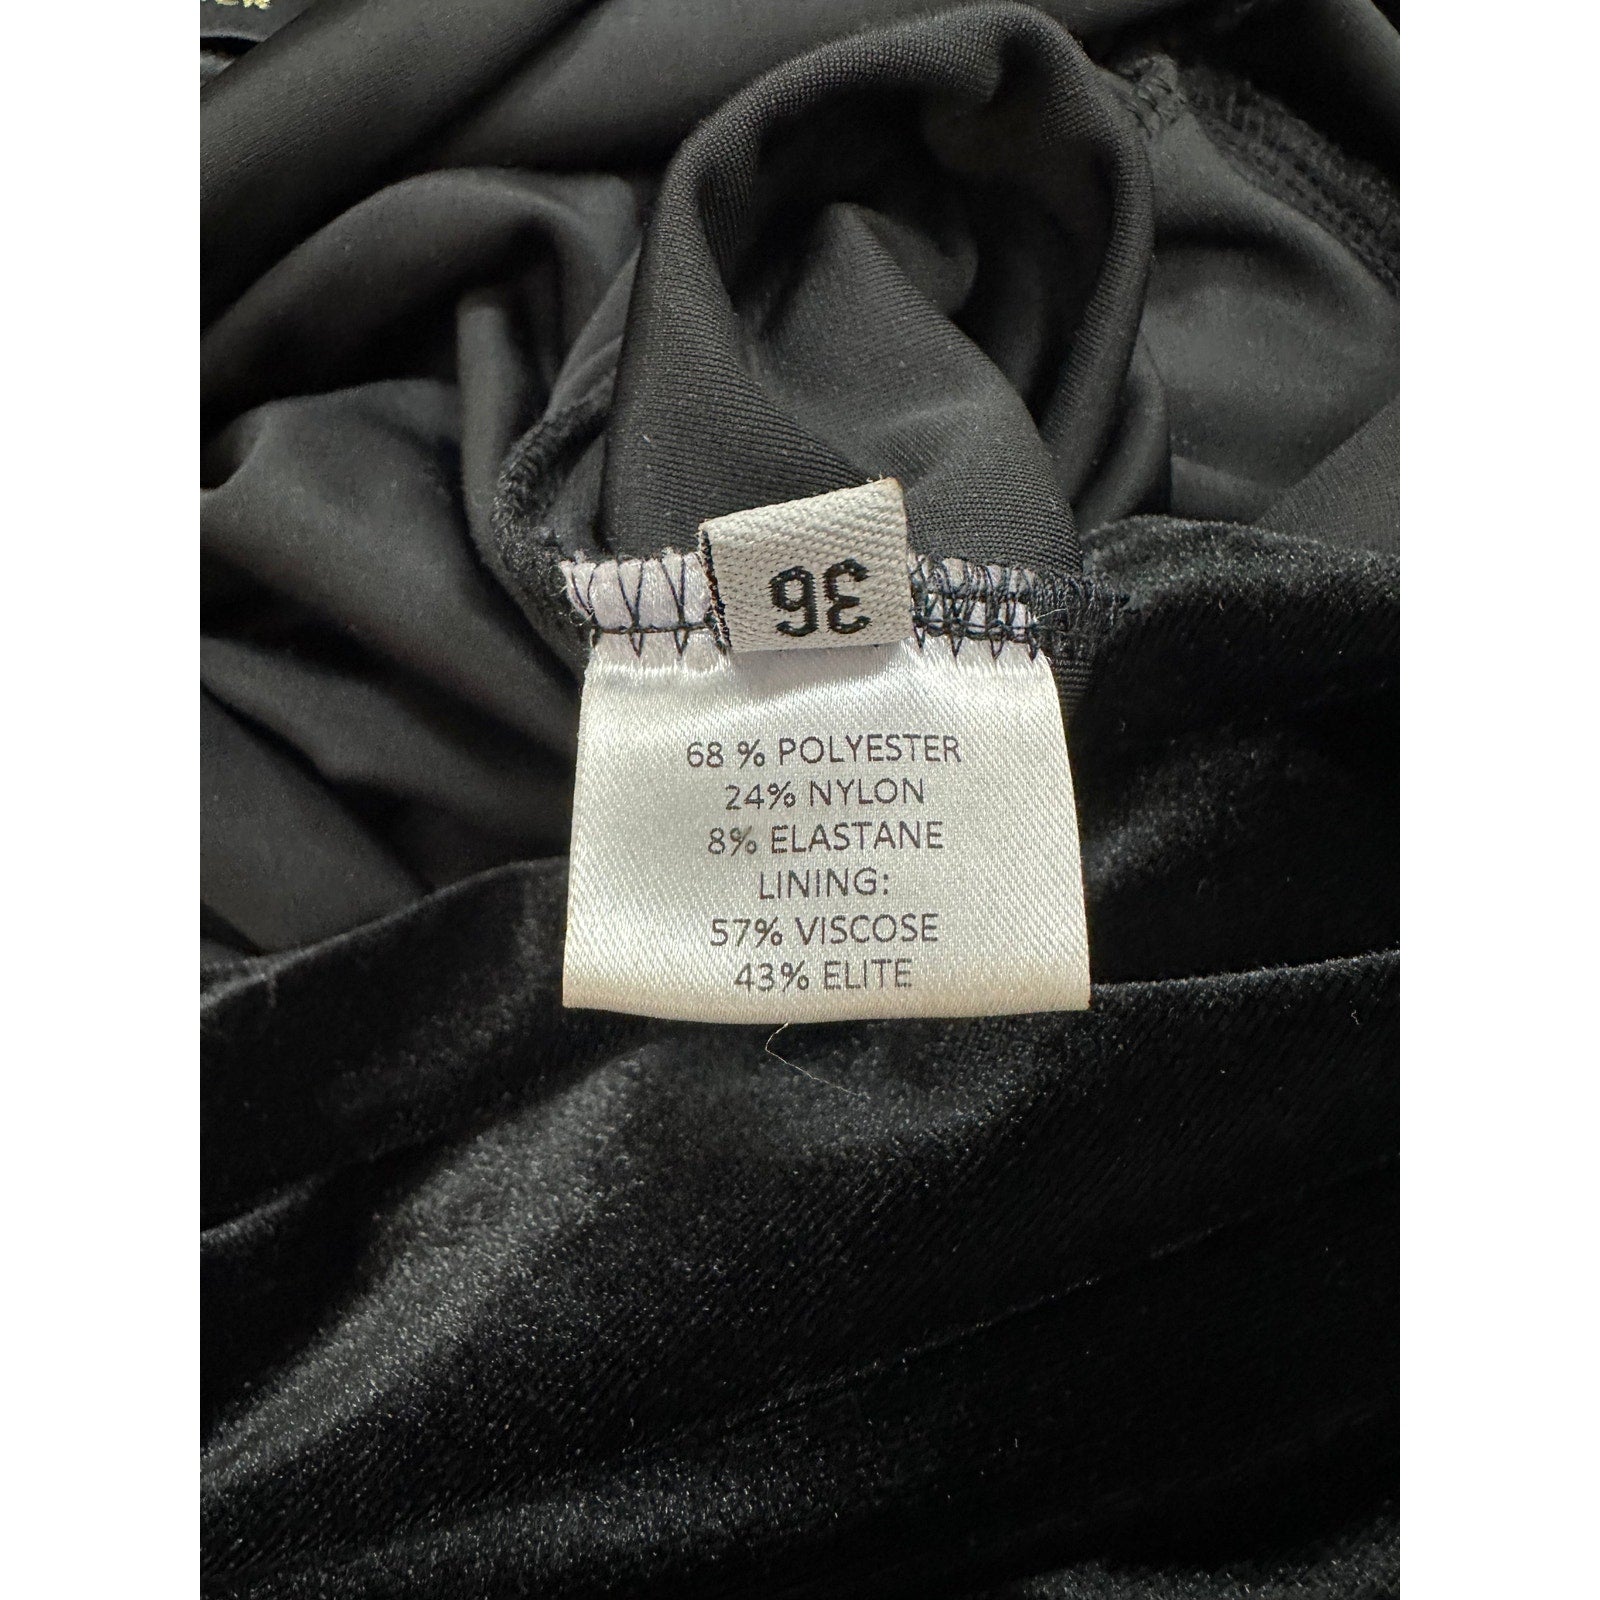 36
68 % POLYESTER
24% NYLON
8% ELASTANE
LINING:
57% VISCOSE
43% ELITE